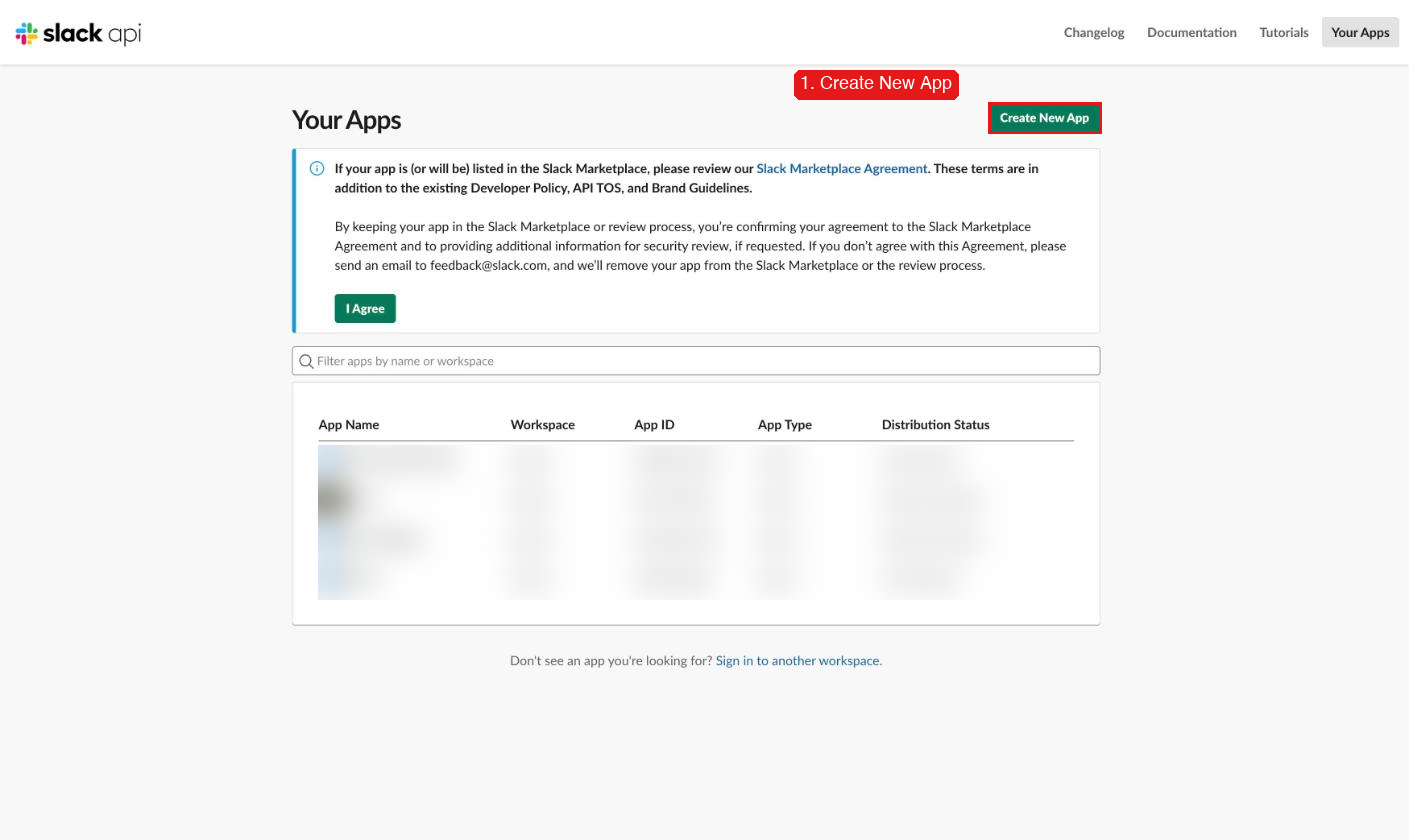 slack api
Changelog Documentation Tutorials Your Apps
1. Create New App
Your Apps
Create New App
If your app is (or will be) listed in the Slack Marketplace, please review our Slack Marketplace Agreement. These terms are in
addition to the existing Developer Policy, API TOS, and Brand Guidelines.
By keeping your app in the Slack Marketplace or review process, you're confirming your agreement to the Slack Marketplace
Agreement and to providing additional information for security review, if requested. If you don't agree with this Agreement, please
send an email to feedback@slack.com, and we'll remove your app from the Slack Marketplace or the review process.
I Agree
Filter apps by name or workspace
App Name Workspace App ID App Type Distribution Status
Don't see an app you're looking for? Sign in to another workspace.